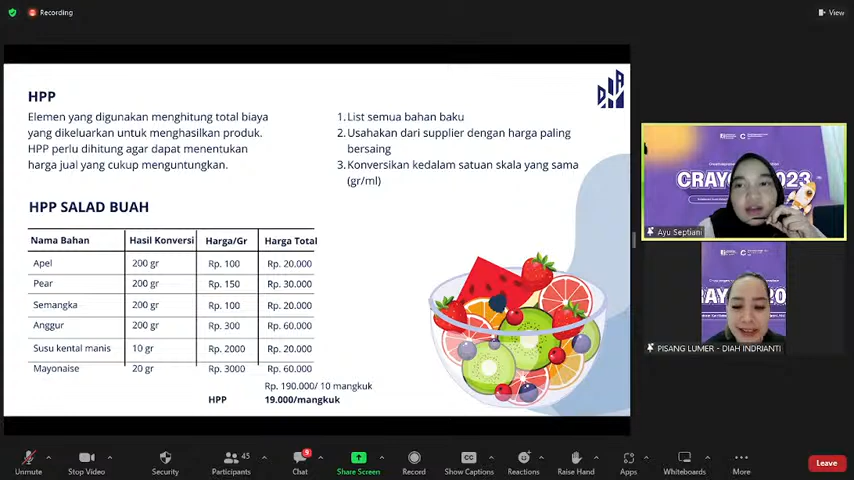 Recording
View
HPP
Elemen yang digunakan menghitung total biaya
yang dikeluarkan untuk menghasilkan produk.
HPP perlu dihitung agar dapat menentukan
harga jual yang cukup menguntungkan.
1. List semua bahan baku
2. Usahakan dari supplier dengan harga paling
bersaing
3. Konversikan kedalam satuan skala yang sama
(gr/ml)
DIR
HPP SALAD BUAH
Nama Bahan Hasil Konversi Harga/Gr Harga Total
Apel 200 gr Rp. 100 Rp. 20.000
Pear 200 gr Rp. 150 Rp. 30.000
Semangka 200 gr Rp. 100 Rp. 20.000
Anggur 200 gr Rp. 300 Rp. 60.000
Susu kental manis 10 gr Rp. 2000 Rp. 20.000
Mayonaise 20 gr Rp. 3000 Rp. 60.000
Rp. 190.000/ 10 mangkuk
HPP 19.000/mangkuk
CRAYO 2023
Ayu Septiani
PISANG LUMER - DIAH INDRIANTI
Unmute
Stop Video
Security
45
Participants
9
Chat
Share Screen
Record
CC
Show Captions
Reactions
Raise Hand
Apps
Whiteboards
More
Leave